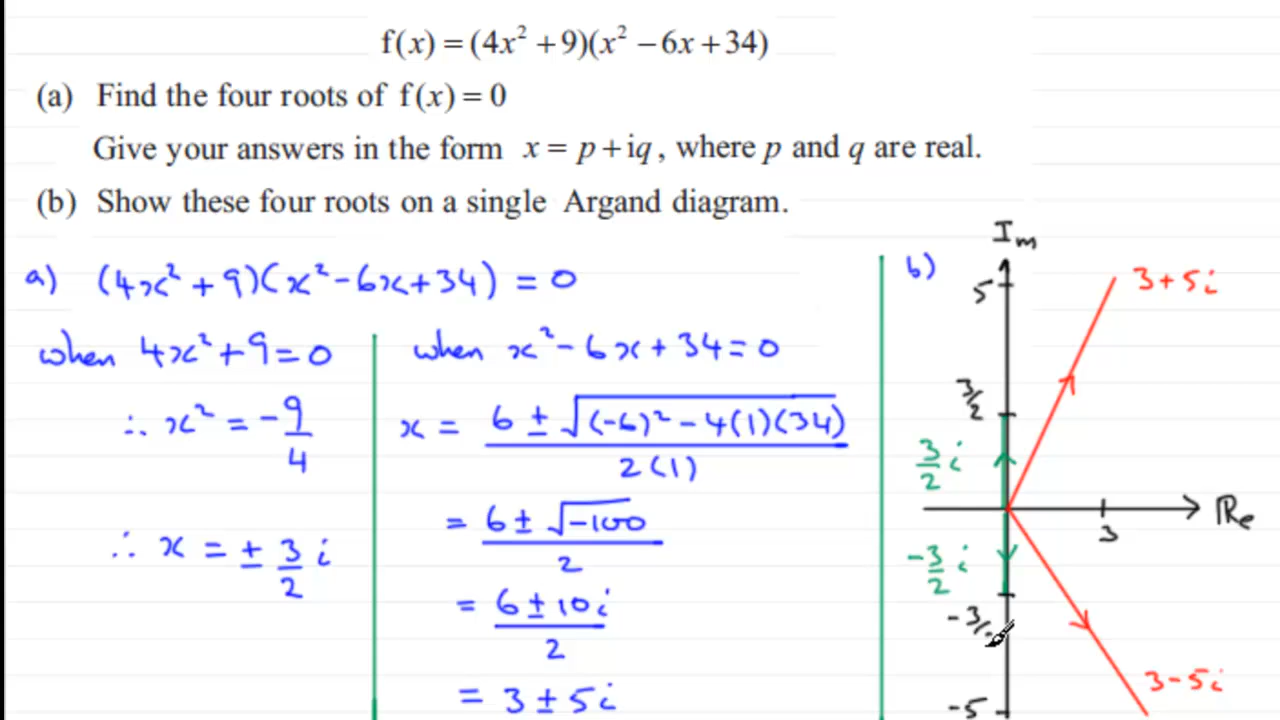 f(x) = (4x² + 9)(x² − 6x + 34)
(a) Find the four roots of f(x) = 0
Give your answers in the form x = p + iq, where p and q are real.
(b) Show these four roots on a single Argand diagram.
a) (4x² + 9)(x² − 6x + 34) = 0
when 4x² + 9 = 0
∴ x² = −9/4
∴ x = ± 3/2 i
when x² − 6x + 34 = 0
x = 6 ± √(−6)² − 4(1)(34) / 2(1)
= 6 ± √−100 / 2
= 6 ± 10i / 2
= 3 ± 5i
b)
Im
5
3+5i
3/2
3/2 i
Re
3
−3/2 i
−3/
3−5i
−5